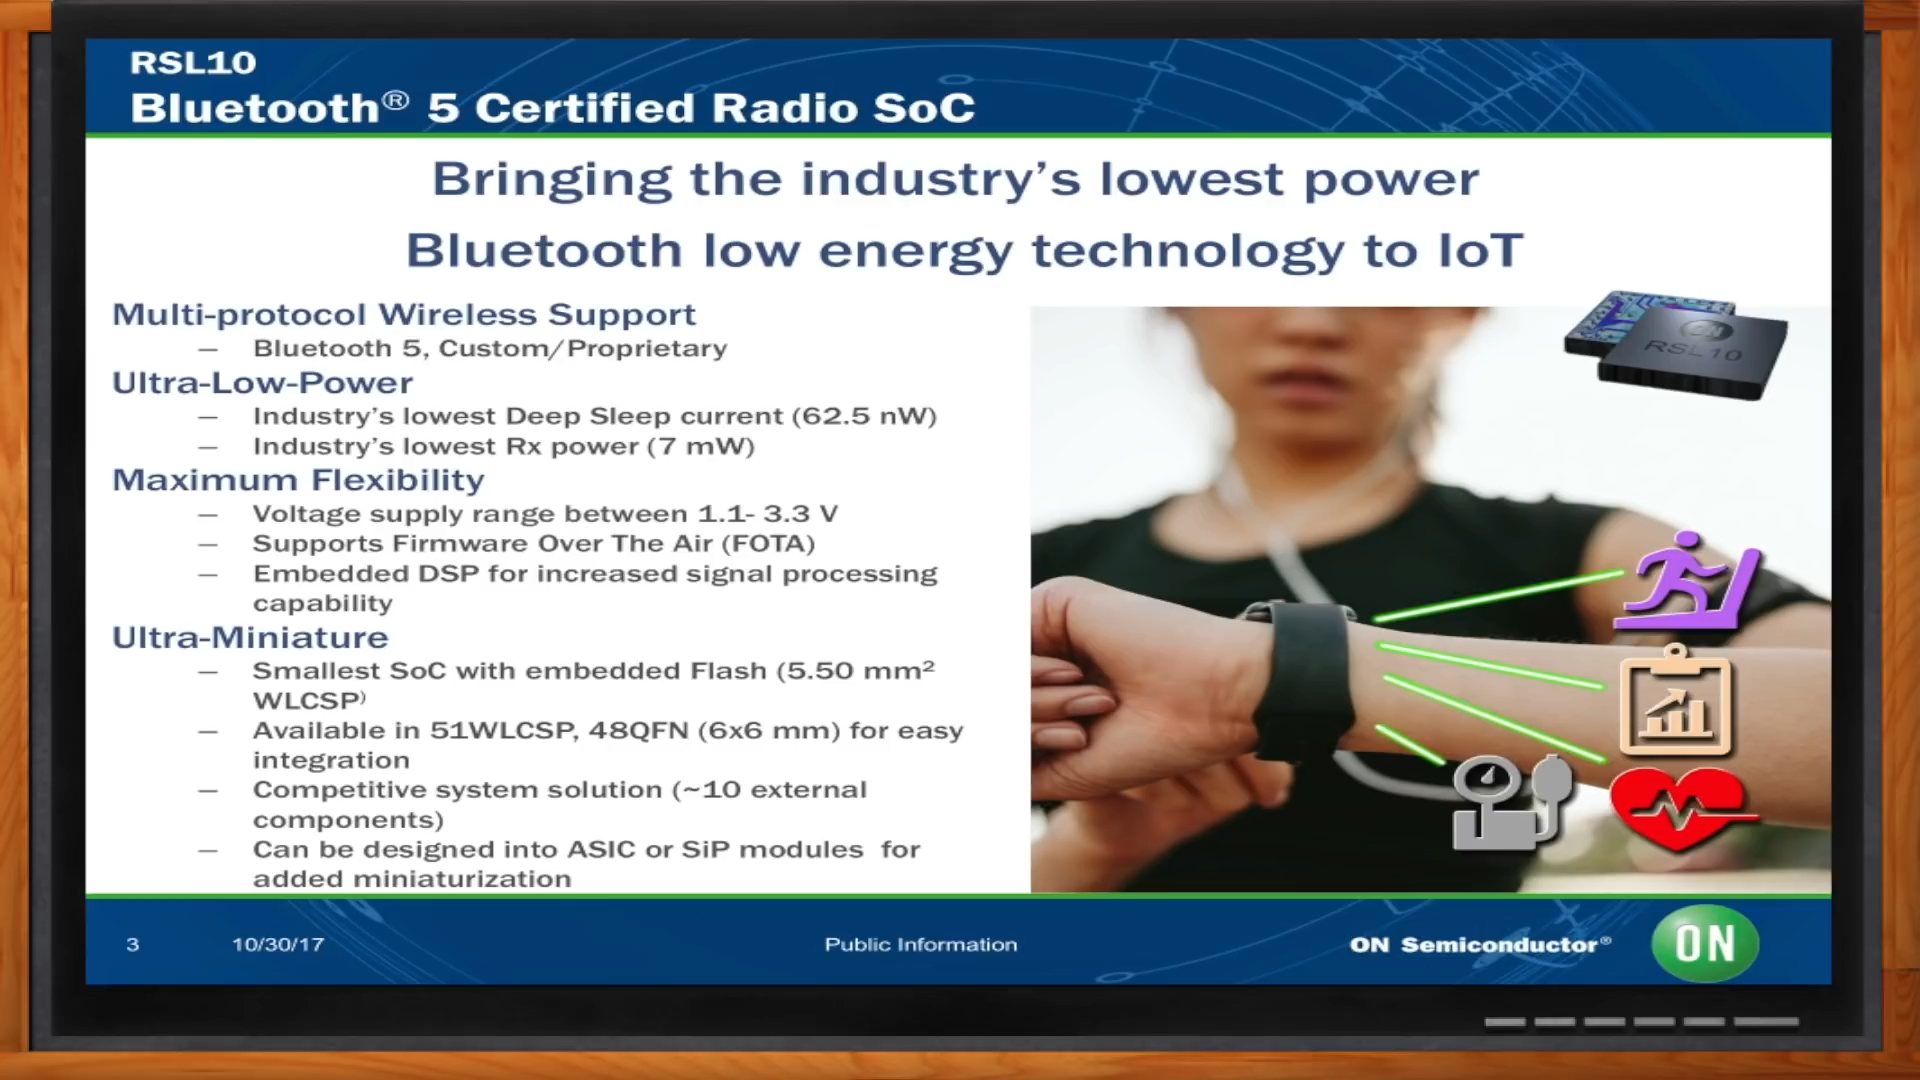 RSL10
Bluetooth® 5 Certified Radio SoC
Bringing the industry's lowest power
Bluetooth low energy technology to IoT
Multi-protocol Wireless Support
— Bluetooth 5, Custom/Proprietary
Ultra-Low-Power
— Industry's lowest Deep Sleep current (62.5 nW)
— Industry's lowest Rx power (7 mW)
Maximum Flexibility
— Voltage supply range between 1.1- 3.3 V
— Supports Firmware Over The Air (FOTA)
— Embedded DSP for increased signal processing
capability
Ultra-Miniature
— Smallest SoC with embedded Flash (5.50 mm²
WLCSP⁾
— Available in 51WLCSP, 48QFN (6x6 mm) for easy
integration
— Competitive system solution (~10 external
components)
— Can be designed into ASIC or SiP modules for
added miniaturization
ON
RSL10
3
10/30/17
Public Information
ON Semiconductor®
ON